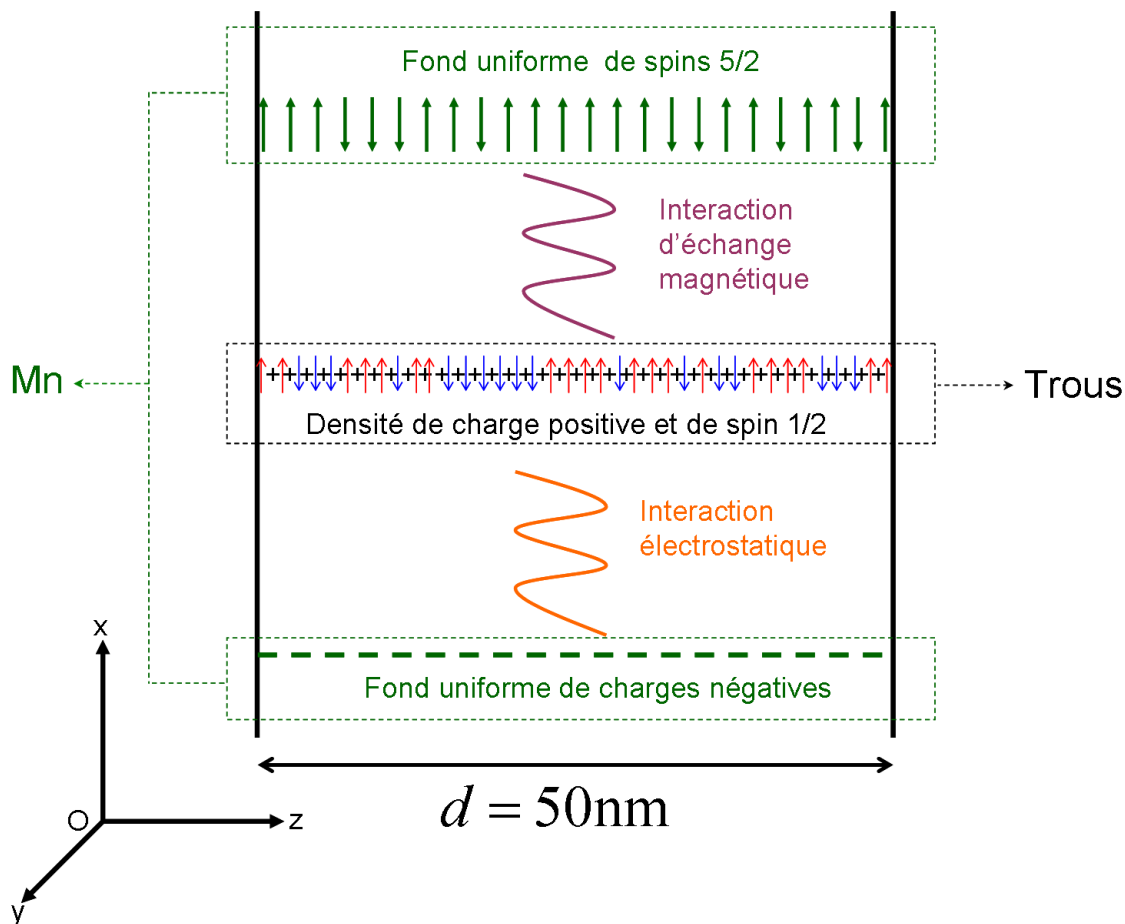 Fond uniforme de spins 5/2
Interaction
d'échange
magnétique
Mn
Trous
Densité de charge positive et de spin 1/2
Interaction
électrostatique
Fond uniforme de charges négatives
x
O
z
y
d = 50nm